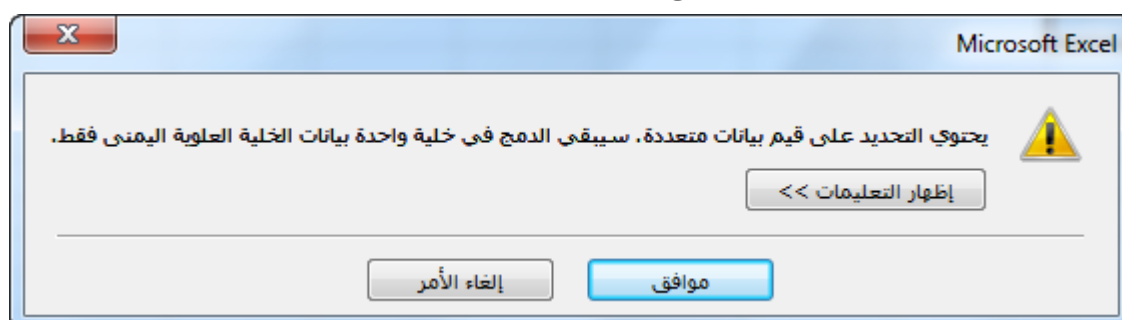 Microsoft Excel
يحتوي التحديد على قيم بيانات متعددة. سيبقي الدمج في خلية واحدة بيانات الخلية العلوية اليمنى فقط.
إظهار التعليمات >>
موافق
إلغاء الأمر